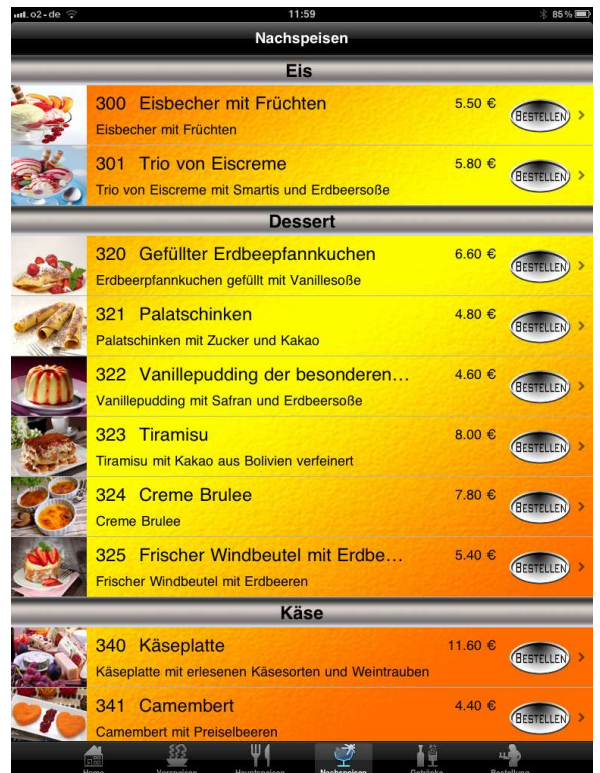 o2-de 11:59 85%
Nachspeisen
Eis
300 Eisbecher mit Früchten 5.50 € BESTELLEN
Eisbecher mit Früchten
301 Trio von Eiscreme 5.80 € BESTELLEN
Trio von Eiscreme mit Smartis und Erdbeersoße
Dessert
320 Gefüllter Erdbeepfannkuchen 6.60 € BESTELLEN
Erdbeerpfannkuchen gefüllt mit Vanillesoße
321 Palatschinken 4.80 € BESTELLEN
Palatschinken mit Zucker und Kakao
322 Vanillepudding der besonderen... 4.60 € BESTELLEN
Vanillepudding mit Safran und Erdbeersoße
323 Tiramisu 8.00 € BESTELLEN
Tiramisu mit Kakao aus Bolivien verfeinert
324 Creme Brulee 7.80 € BESTELLEN
Creme Brulee
325 Frischer Windbeutel mit Erdbe... 5.40 € BESTELLEN
Frischer Windbeutel mit Erdbeeren
Käse
340 Käseplatte 11.60 € BESTELLEN
Käseplatte mit erlesenen Käsesorten und Weintrauben
341 Camembert 4.40 € BESTELLEN
Camembert mit Preiselbeeren
Home Vorspeisen Hauptspeisen Nachspeisen Getränke Bestellung